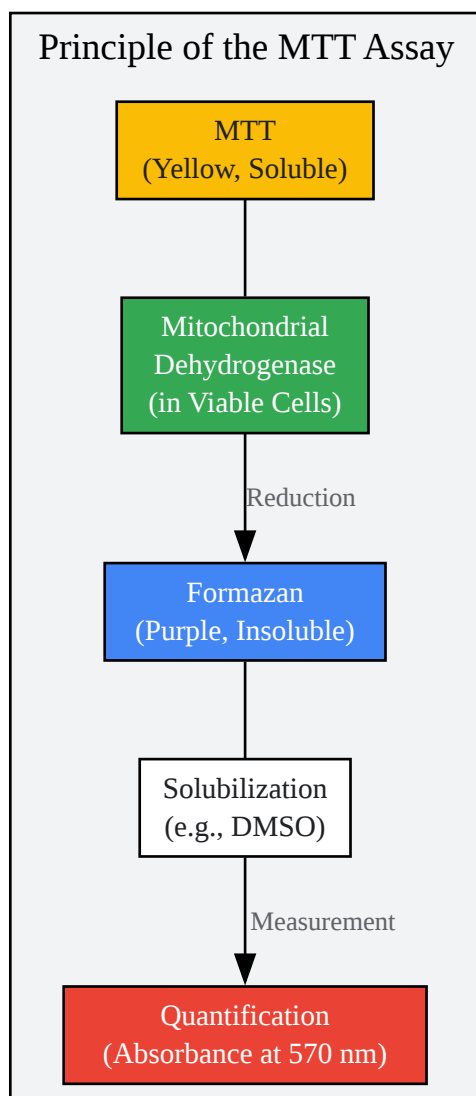 Principle of the MTT Assay
MTT
(Yellow, Soluble)
Mitochondrial
Dehydrogenase
(in Viable Cells)
Reduction
Formazan
(Purple, Insoluble)
Solubilization
(e.g., DMSO)
Measurement
Quantification
(Absorbance at 570 nm)